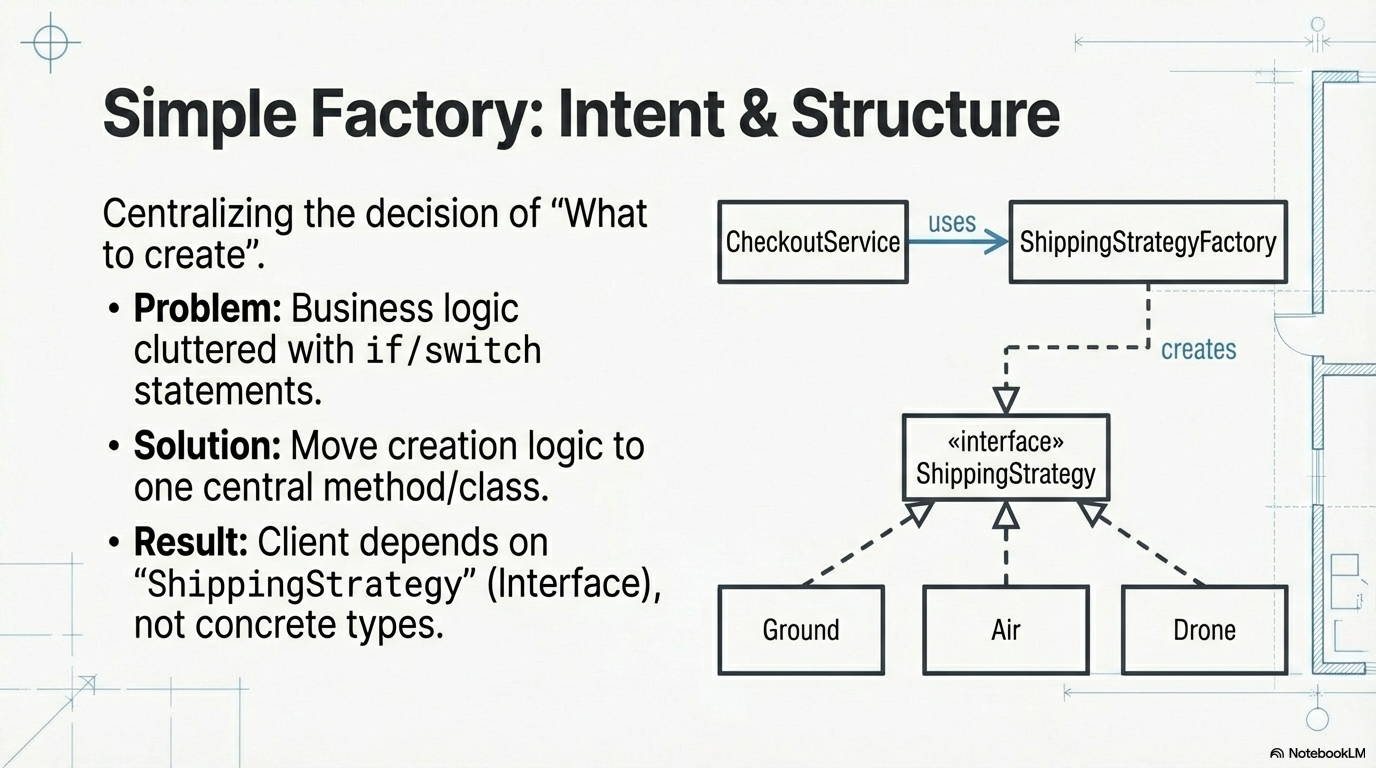 Simple Factory: Intent & Structure
Centralizing the decision of “What
to create”.
• Problem: Business logic
cluttered with if/switch
statements.
• Solution: Move creation logic to
one central method/class.
• Result: Client depends on
“ShippingStrategy” (Interface),
not concrete types.
CheckoutService
uses
ShippingStrategyFactory
creates
«interface»
ShippingStrategy
Ground
Air
Drone
NotebookLM